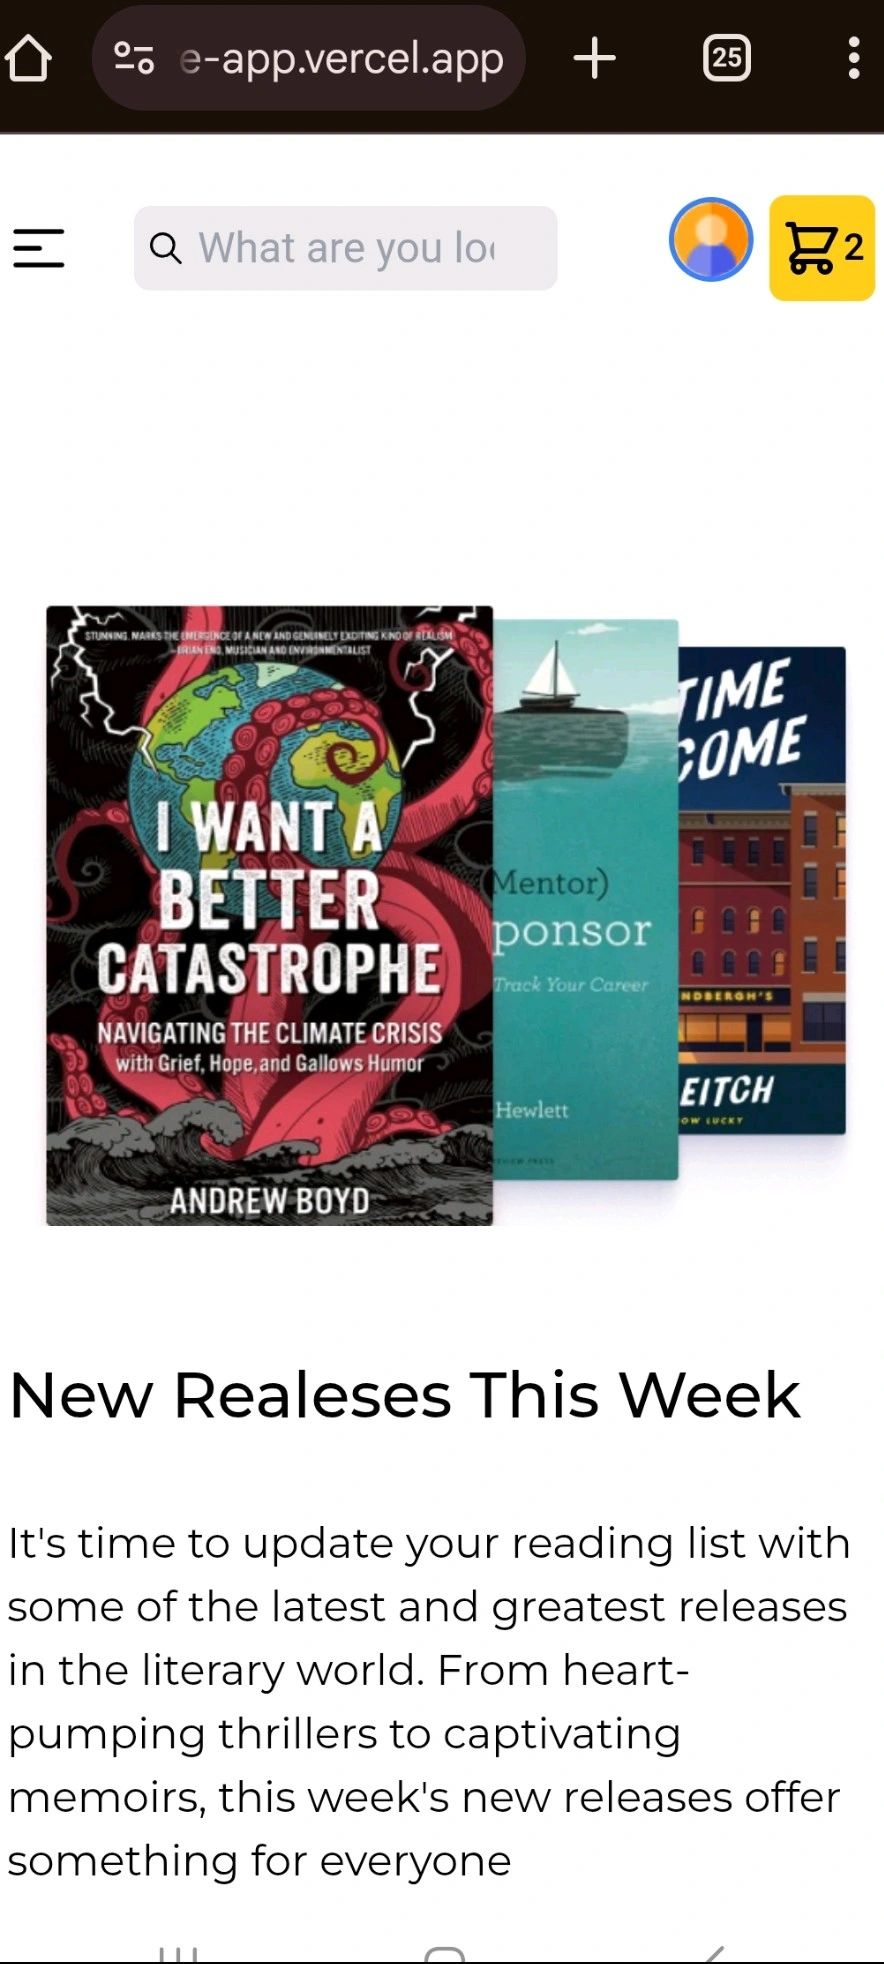 e-app.vercel.app
25
What are you lo
2
STUNNING. MARKS THE EMERGENCE OF A NEW AND GENUINELY EXCITING KIND OF REALISM
—BRIAN ENO, MUSICIAN AND ENVIRONMENTALIST
I WANT A
BETTER
CATASTROPHE
NAVIGATING THE CLIMATE CRISIS
with Grief, Hope, and Gallows Humor
ANDREW BOYD
Mentor)
ponsor
Track Your Career
Hewlett
TIME
COME
NDBERGH'S
EITCH
OW LUCKY
New Realeses This Week
It's time to update your reading list with
some of the latest and greatest releases
in the literary world. From heart-
pumping thrillers to captivating
memoirs, this week's new releases offer
something for everyone